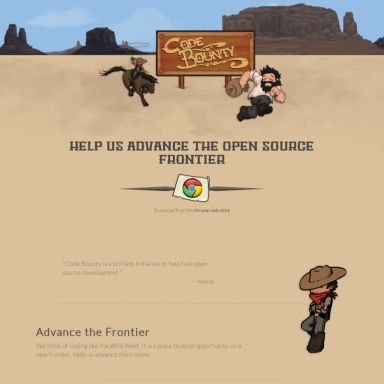 CODE
BOUNTY
HELP US ADVANCE THE OPEN SOURCE
FRONTIER
Download from the chrome web store
"Code Bounty is a brilliant initiative to help fuel open-
source development."
— Marak
Advance the Frontier
We think of coding like the Wild West. It is a place to seize opportunity on
a new frontier. Help us advance the frontier.